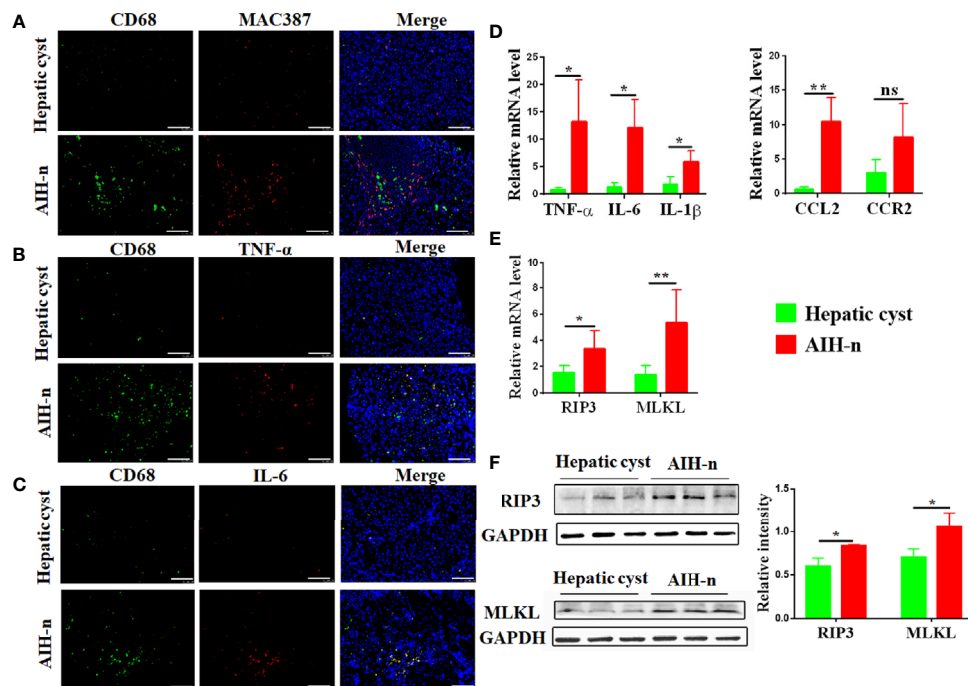 A
CD68 MAC387 Merge
Hepatic cyst
AIH-n
B
CD68 TNF-α Merge
Hepatic cyst
AIH-n
C
CD68 IL-6 Merge
Hepatic cyst
AIH-n
D
Relative mRNA level
25
20
15
10
5
0
* * *
TNF-α IL-6 IL-1β
Relative mRNA level
20
15
10
5
0
** ns
CCL2 CCR2
E
Relative mRNA level
10
8
6
4
2
0
* **
RIP3 MLKL
Hepatic cyst
AIH-n
F
Hepatic cyst AIH-n
RIP3
GAPDH
Hepatic cyst AIH-n
MLKL
GAPDH
Relative intensity
1.5
1.0
0.5
0.0
* *
RIP3 MLKL